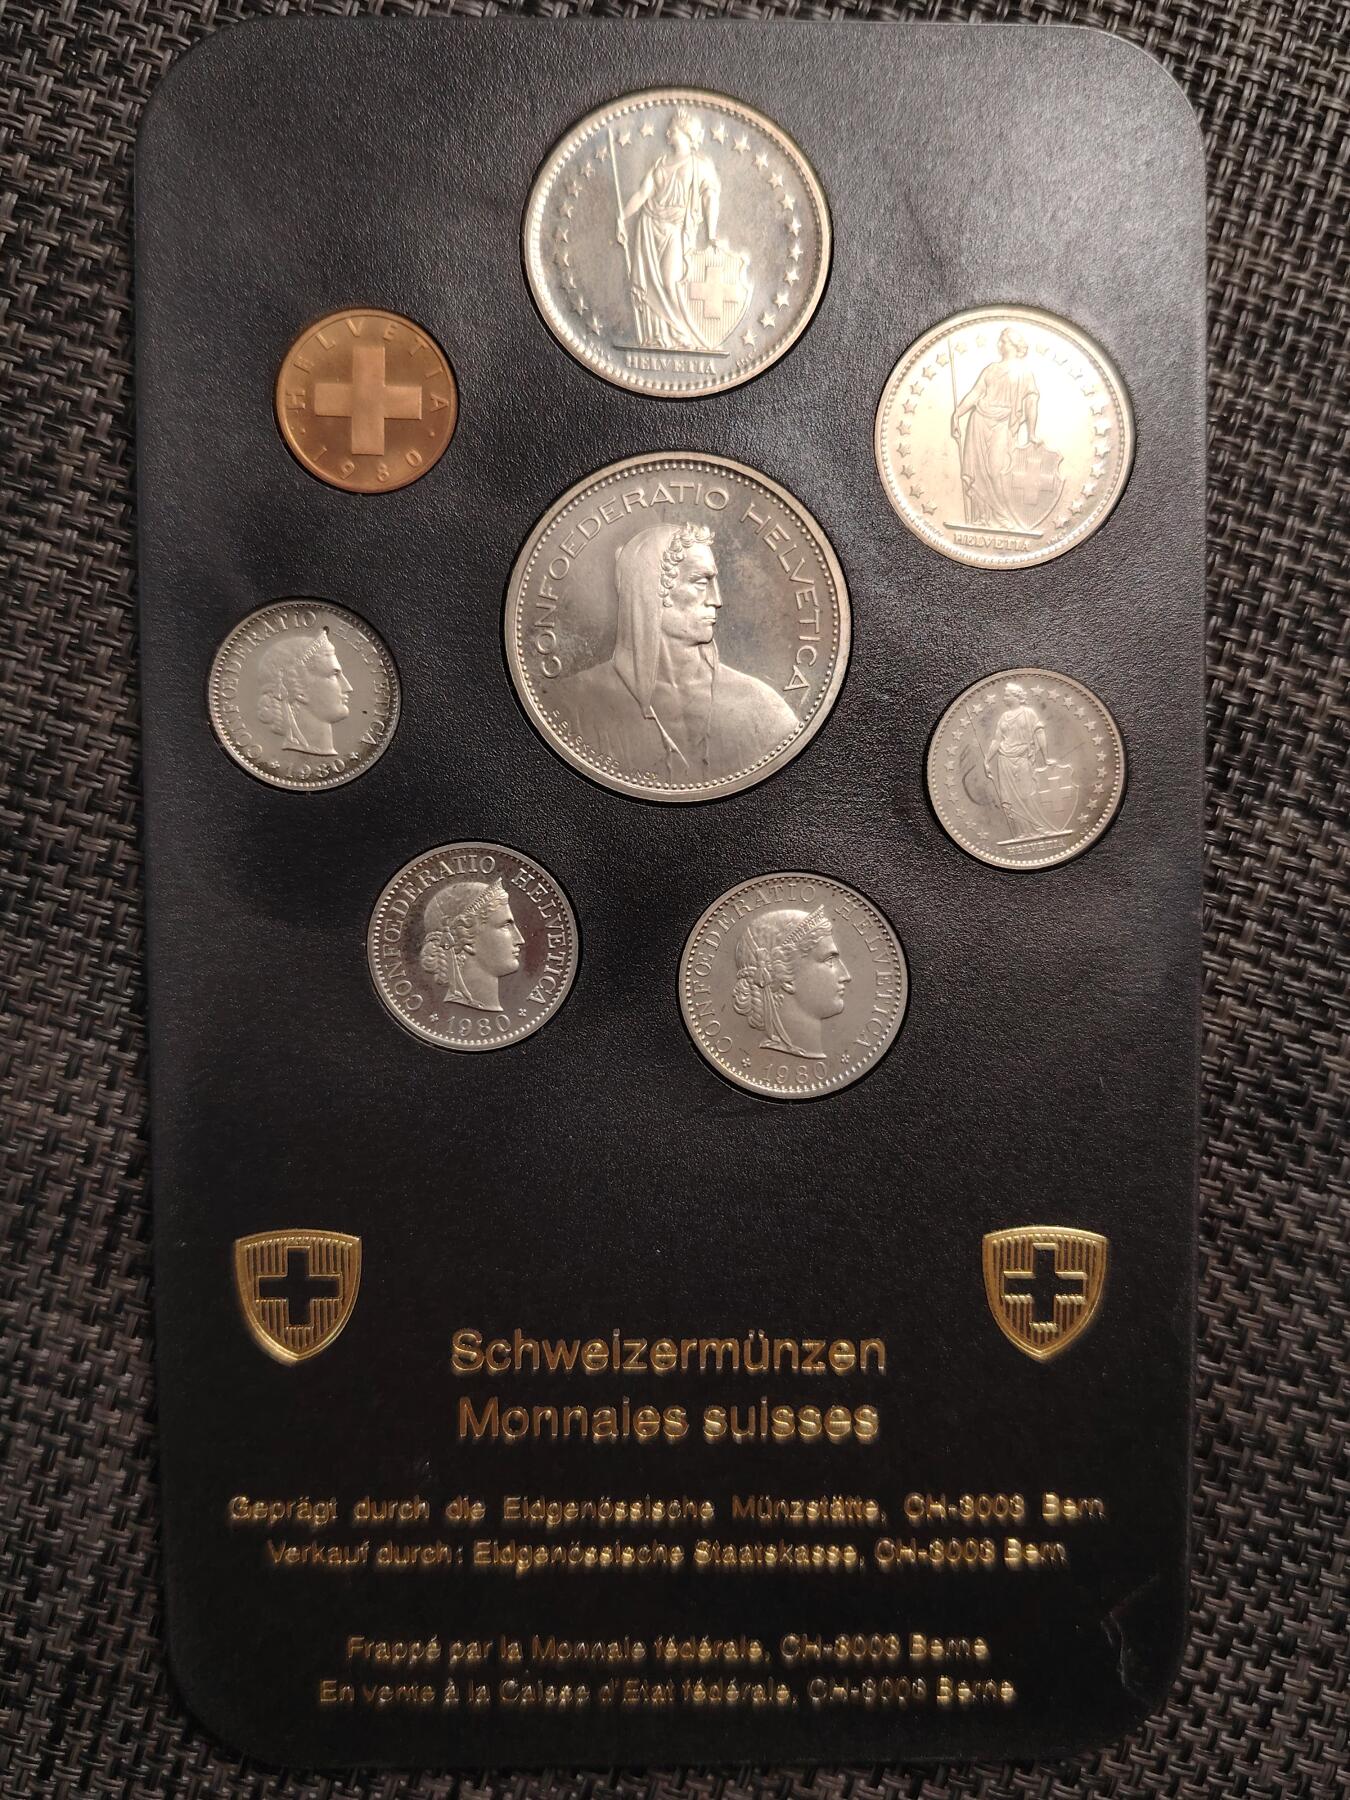 HELVETIA
HELVETIA
1980
HELVETIA
CONFOEDERATIO HELVETICA
CONFOEDERATIO HELVETICA
1980
HELVETIA
CONFOEDERATIO HELVETICA
1980
CONFOEDERATIO HELVETICA
1980
Schweizermünzen
Monnaies suisses
Geprägt durch die Eidgenössische Münzstätte, CH-3003 Bern
Verkauf durch: Eidgenössische Staatskasse, CH-3003 Bern
Frappé par la Monnaie fédérale, CH-3003 Berne
En vente à la Caisse d'Etat fédérale, CH-3003 Berne